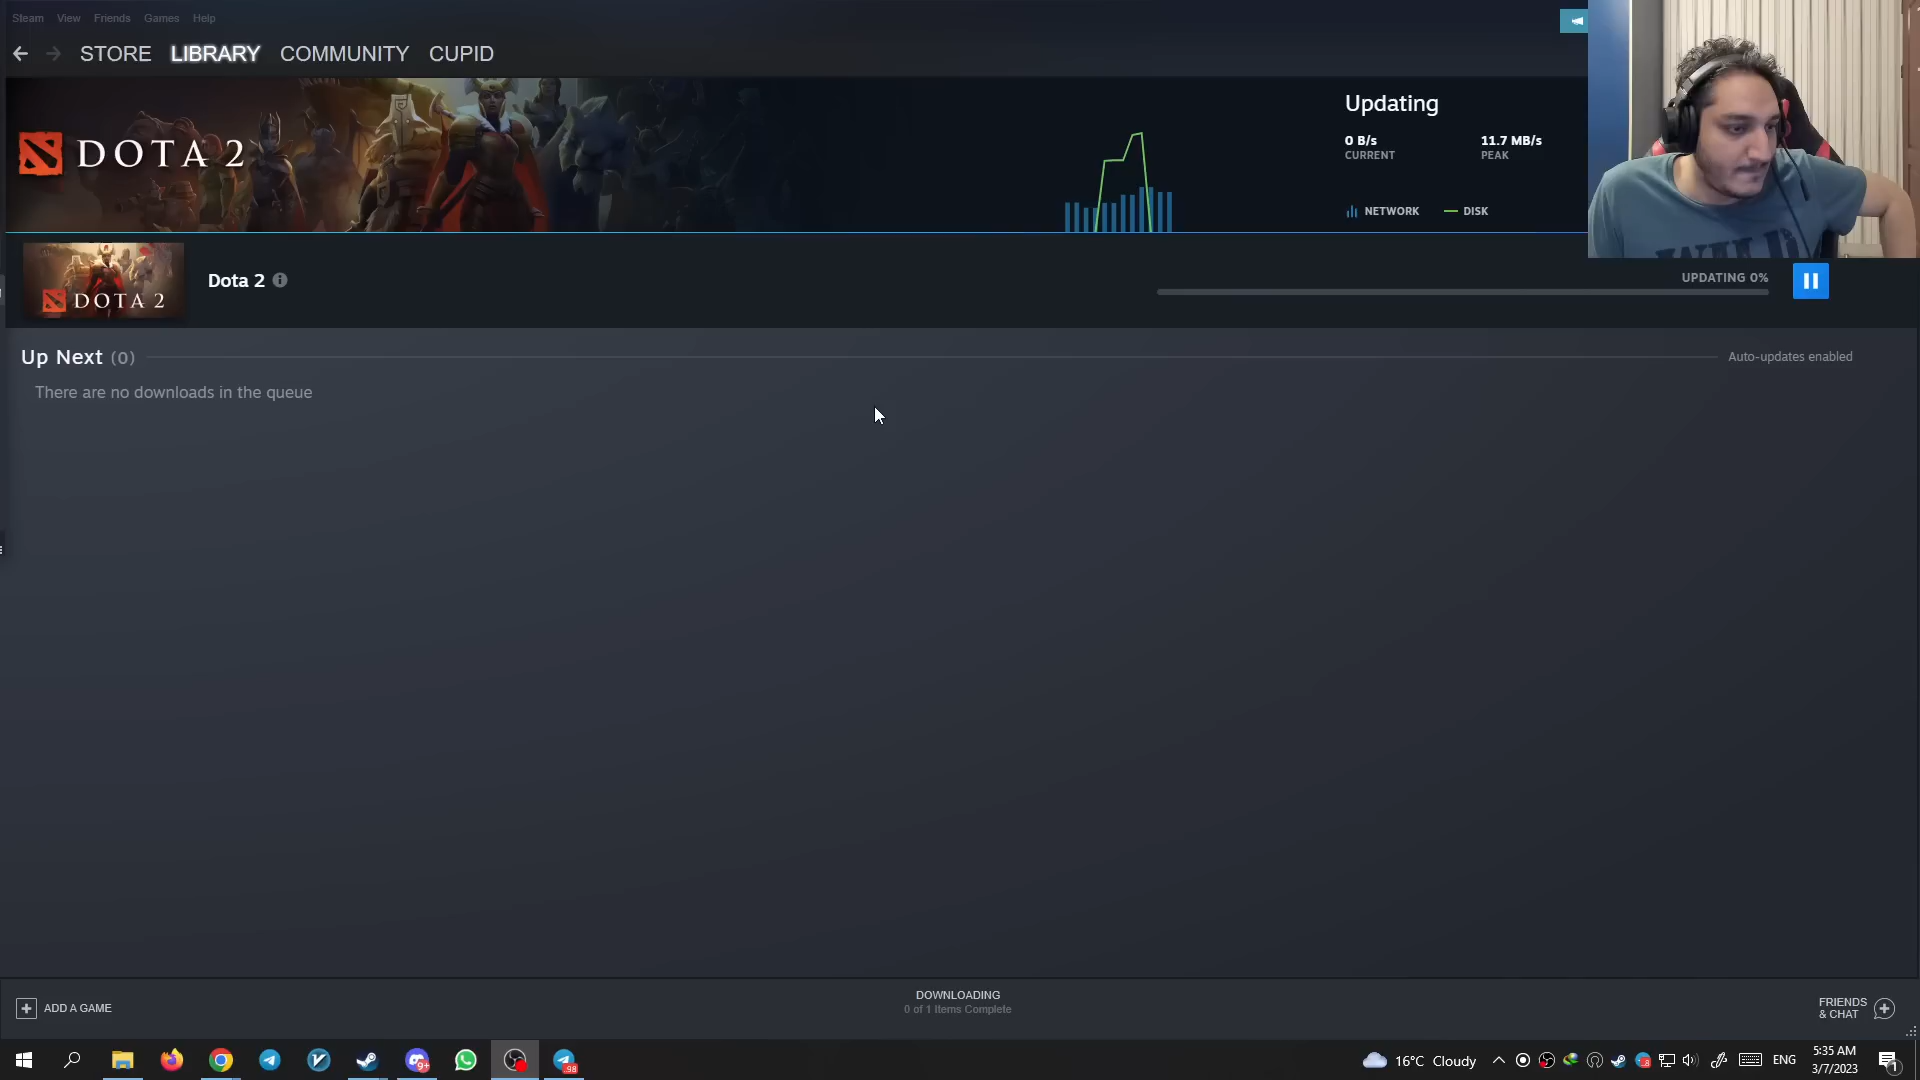 Steam View Friends Games Help
STORE LIBRARY COMMUNITY CUPID
DOTA 2
Updating
0 B/s 11.7 MB/s
CURRENT PEAK
NETWORK DISK
DOTA 2
Dota 2
UPDATING 0%
Up Next (0)
Auto-updates enabled
There are no downloads in the queue
ADD A GAME
DOWNLOADING
0 of 1 Items Complete
FRIENDS
& CHAT
9+
98
16°C Cloudy
ENG
5:35 AM
3/7/2023
1